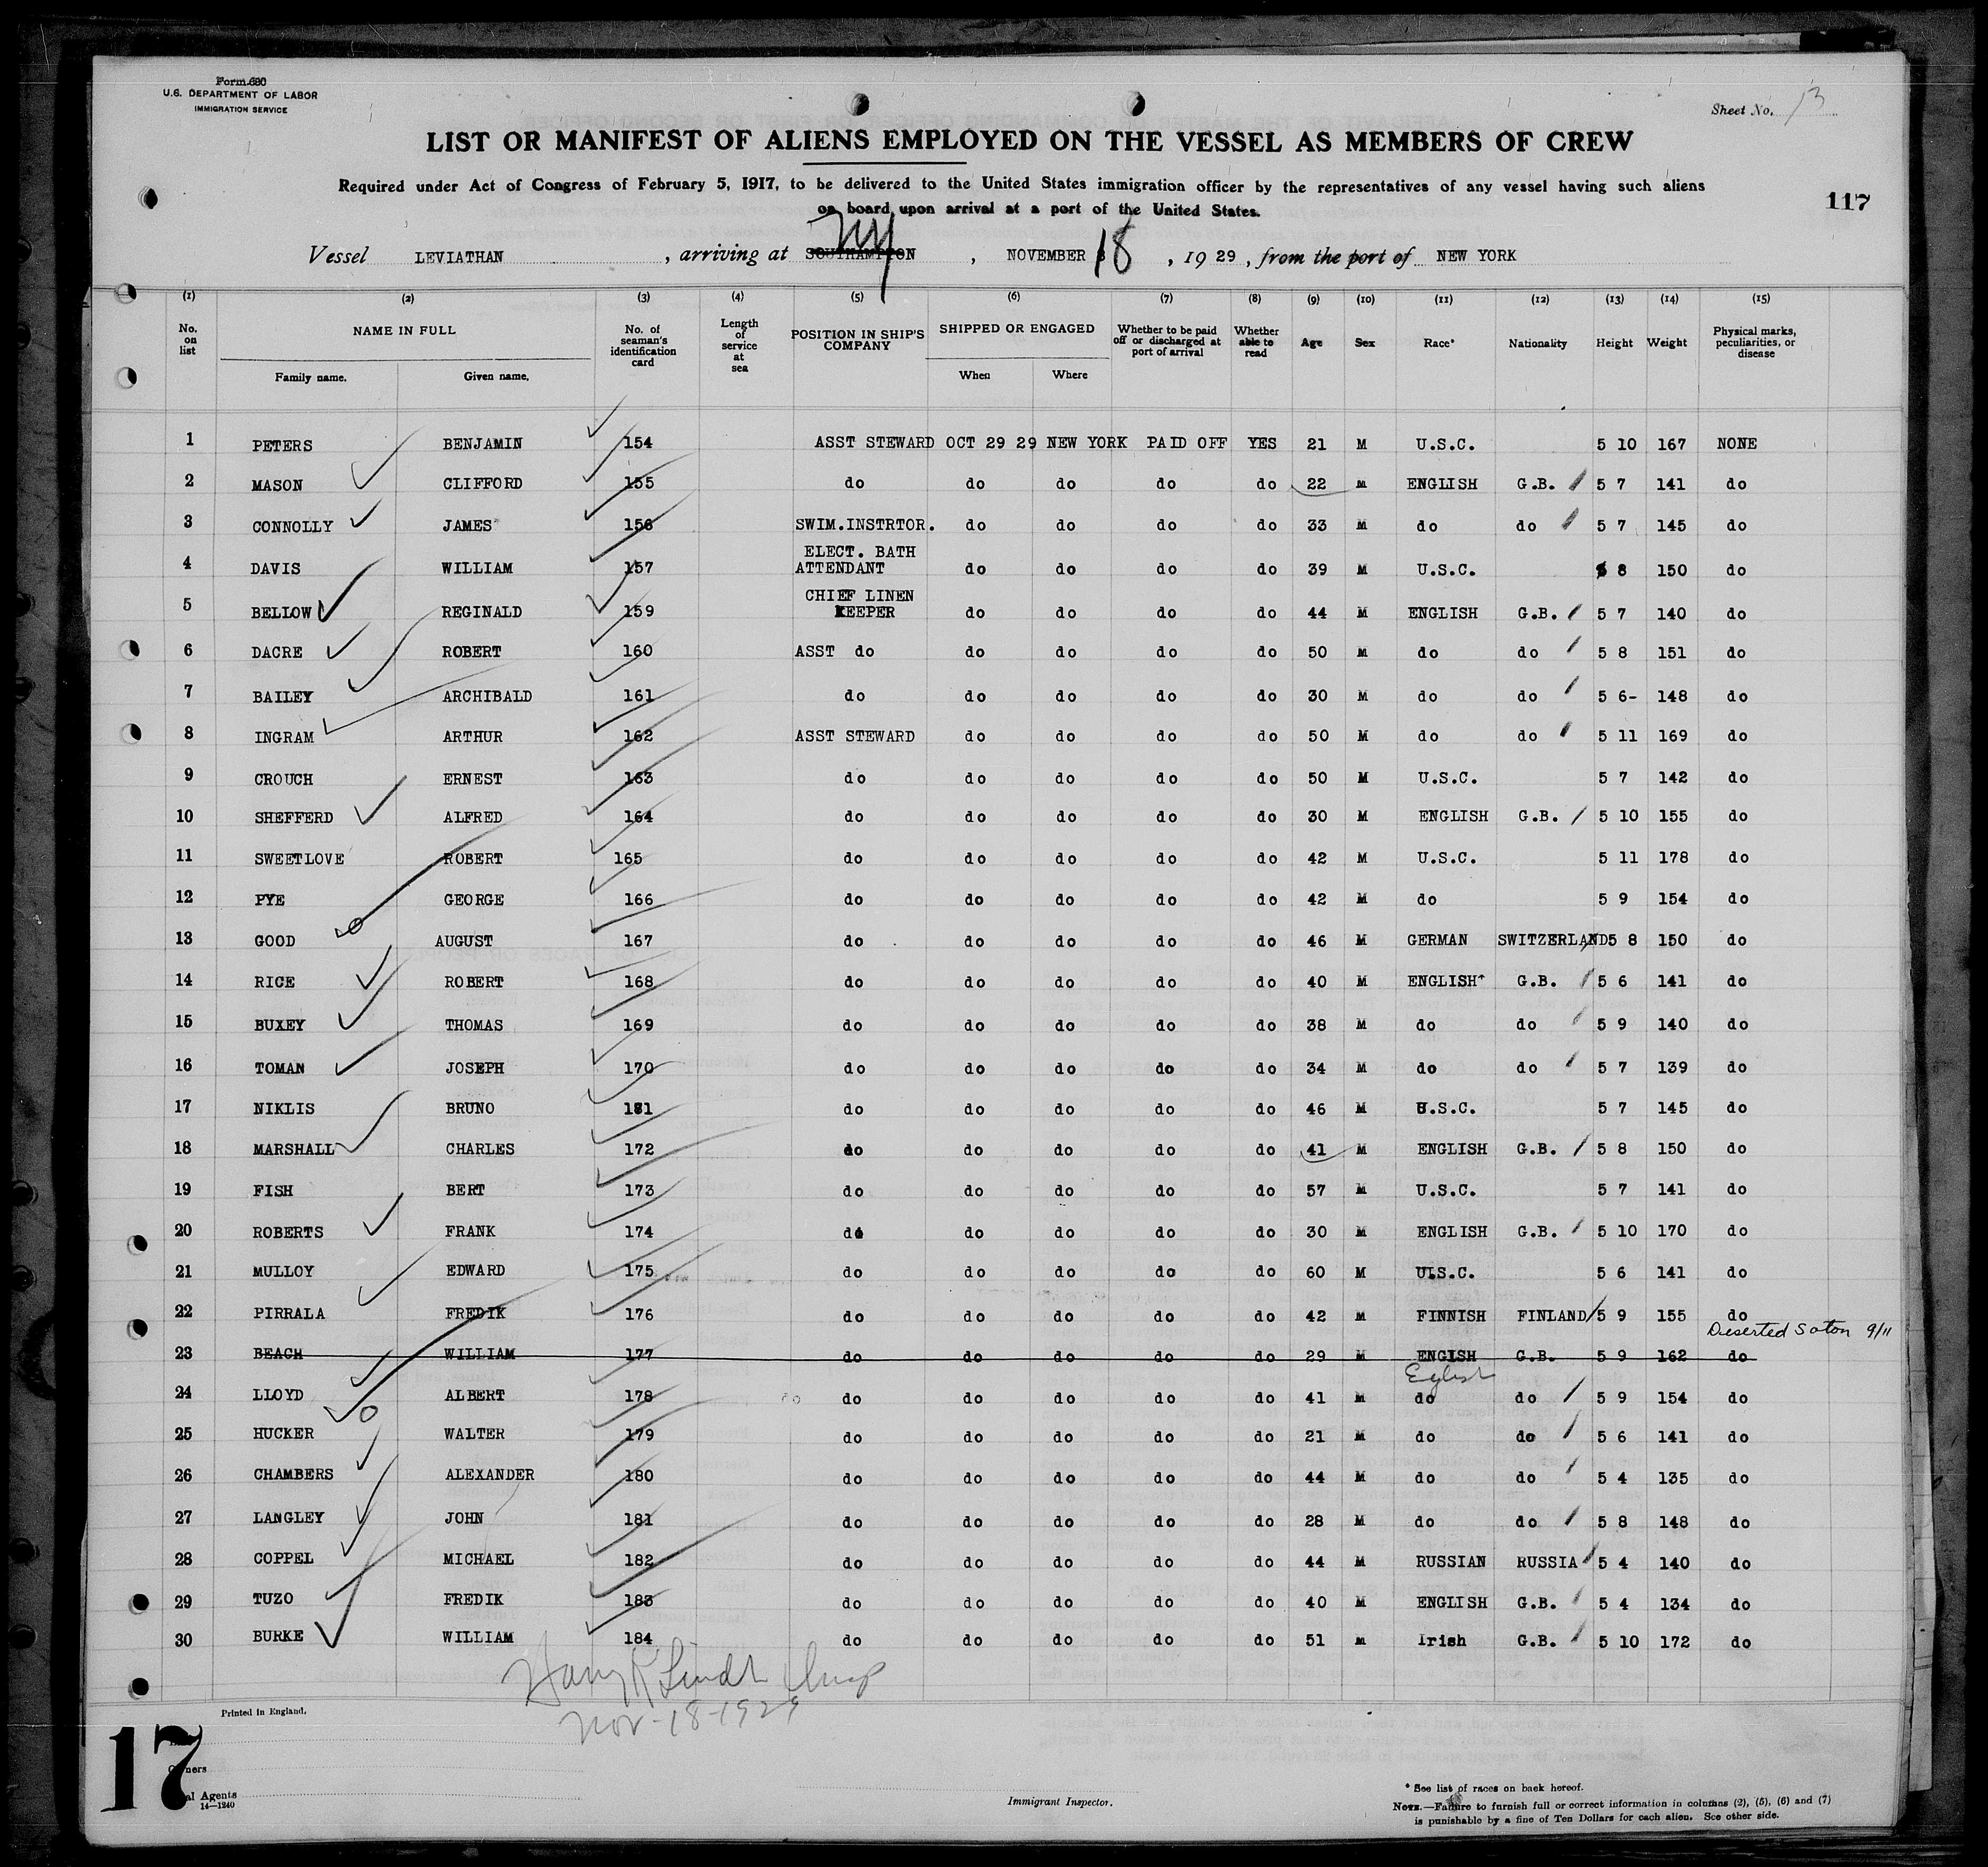 Form 680
U.S. DEPARTMENT OF LABOR
IMMIGRATION SERVICE
Sheet No. 13
LIST OR MANIFEST OF ALIENS EMPLOYED ON THE VESSEL AS MEMBERS OF CREW
Required under Act of Congress of February 5, 1917, to be delivered to the United States immigration officer by the representatives of any vessel having such aliens
on board upon arrival at a port of the United States.
117
Vessel LEVIATHAN , arriving at SOUTHAMPTON NY , NOVEMBER 18 , 19 29 , from the port of NEW YORK
(1) (2) (3) (4) (5) (6) (7) (8) (9) (10) (11) (12) (13) (14) (15)
No. on list NAME IN FULL Family name. Given name. No. of seaman's identification card Length of service at sea POSITION IN SHIP'S COMPANY SHIPPED OR ENGAGED When Where Whether to be paid off or discharged at port of arrival Whether able to read Age Sex Race* Nationality Height Weight Physical marks, peculiarities, or disease
1 PETERS BENJAMIN 154 ASST STEWARD OCT 29 29 NEW YORK PAID OFF YES 21 M U.S.C. 5 10 167 NONE
2 MASON CLIFFORD 155 do do do do do 22 M ENGLISH G.B. 5 7 141 do
3 CONNOLLY JAMES 156 SWIM.INSTRTOR. do do do do 33 M do do 5 7 145 do
4 DAVIS WILLIAM 157 ELECT. BATH ATTENDANT do do do do 39 M U.S.C. 5 8 150 do
5 BELLOW REGINALD 159 CHIEF LINEN KEEPER do do do do 44 M ENGLISH G.B. 5 7 140 do
6 DACRE ROBERT 160 ASST do do do do do 50 M do do 5 8 151 do
7 BAILEY ARCHIBALD 161 do do do do do 30 M do do 5 6- 148 do
8 INGRAM ARTHUR 162 ASST STEWARD do do do do 50 M do do 5 11 169 do
9 CROUCH ERNEST 163 do do do do do 50 M U.S.C. 5 7 142 do
10 SHEFFERD ALFRED 164 do do do do do 30 M ENGLISH G.B. 5 10 155 do
11 SWEETLOVE ROBERT 165 do do do do do 42 M U.S.C. 5 11 178 do
12 PYE GEORGE 166 do do do do do 42 M do 5 9 154 do
13 GOOD AUGUST 167 do do do do do 46 M GERMAN SWITZERLAND 5 8 150 do
14 RICE ROBERT 168 do do do do do 40 M ENGLISH G.B. 5 6 141 do
15 BUXEY THOMAS 169 do do do do do 38 M do do 5 9 140 do
16 TOMAN JOSEPH 170 do do do do do 34 M do do 5 7 139 do
17 NIKLIS BRUNO 181 do do do do do 46 M U.S.C. 5 7 145 do
18 MARSHALL CHARLES 172 do do do do do 41 M ENGLISH G.B. 5 8 150 do
19 FISH BERT 173 do do do do do 57 M U.S.C. 5 7 141 do
20 ROBERTS FRANK 174 do do do do do 30 M ENGLISH G.B. 5 10 170 do
21 MULLOY EDWARD 175 do do do do do 60 M U.S.C. 5 6 141 do
22 PIRRALA FREDIK 176 do do do do do 42 M FINNISH FINLAND 5 9 155 do
Deserted Soton 9/11
23 BEACH WILLIAM 177 do do do do do 29 M ENGISH G.B. 5 9 162 do
English
24 LLOYD ALBERT 178 do do do do do 41 M do do 5 9 154 do
25 HUCKER WALTER 179 do do do do do 21 M do do 5 6 141 do
26 CHAMBERS ALEXANDER 180 do do do do do 44 M do do 5 4 135 do
27 LANGLEY JOHN 181 do do do do do 28 M do do 5 8 148 do
28 COPPEL MICHAEL 182 do do do do do 44 M RUSSIAN RUSSIA 5 4 140 do
29 TUZO FREDIK 183 do do do do do 40 M ENGLISH G.B. 5 4 134 do
30 BURKE WILLIAM 184 do do do do do 51 M Irish G.B. 5 10 172 do
Harry K Lindh Insp
Nov-18-1929
Printed in England.
17
ners
al Agents
14—1240
Immigrant Inspector.
* See list of races on back hereof.
NOTE.—Failure to furnish full or correct information in columns (2), (5), (6) and (7)
is punishable by a fine of Ten Dollars for each alien. See other side.